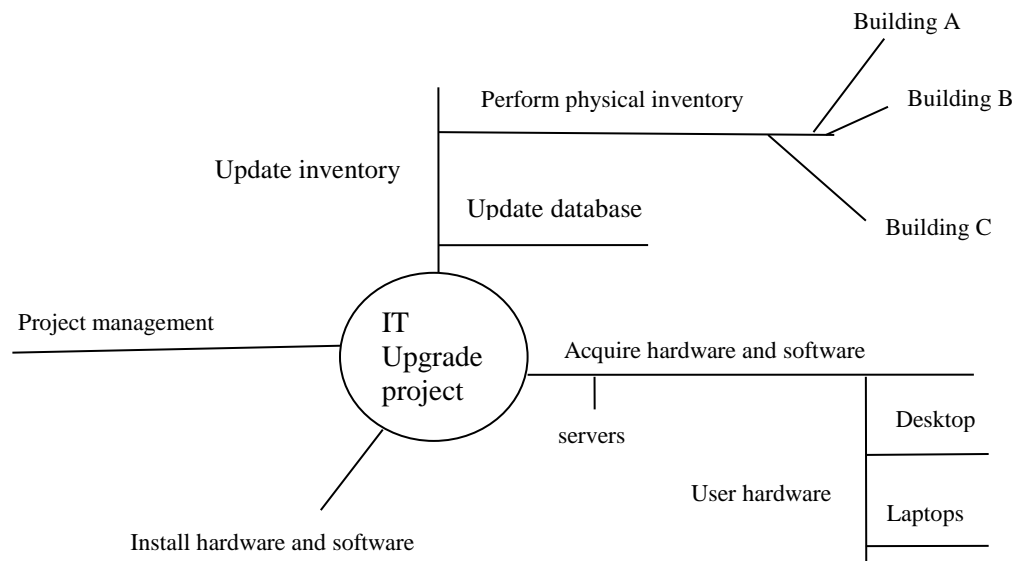 Building A
Perform physical inventory
Building B
Update inventory
Update database
Building C
Project management
IT
Upgrade
project
Acquire hardware and software
servers
Desktop
User hardware
Laptops
Install hardware and software